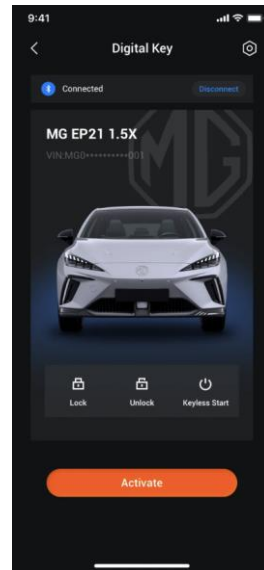 9:41
Digital Key
Connected
Disconnect
MG EP21 1.5X
VIN:MG0••••••••••001
MG
Lock
Unlock
Keyless Start
Activate